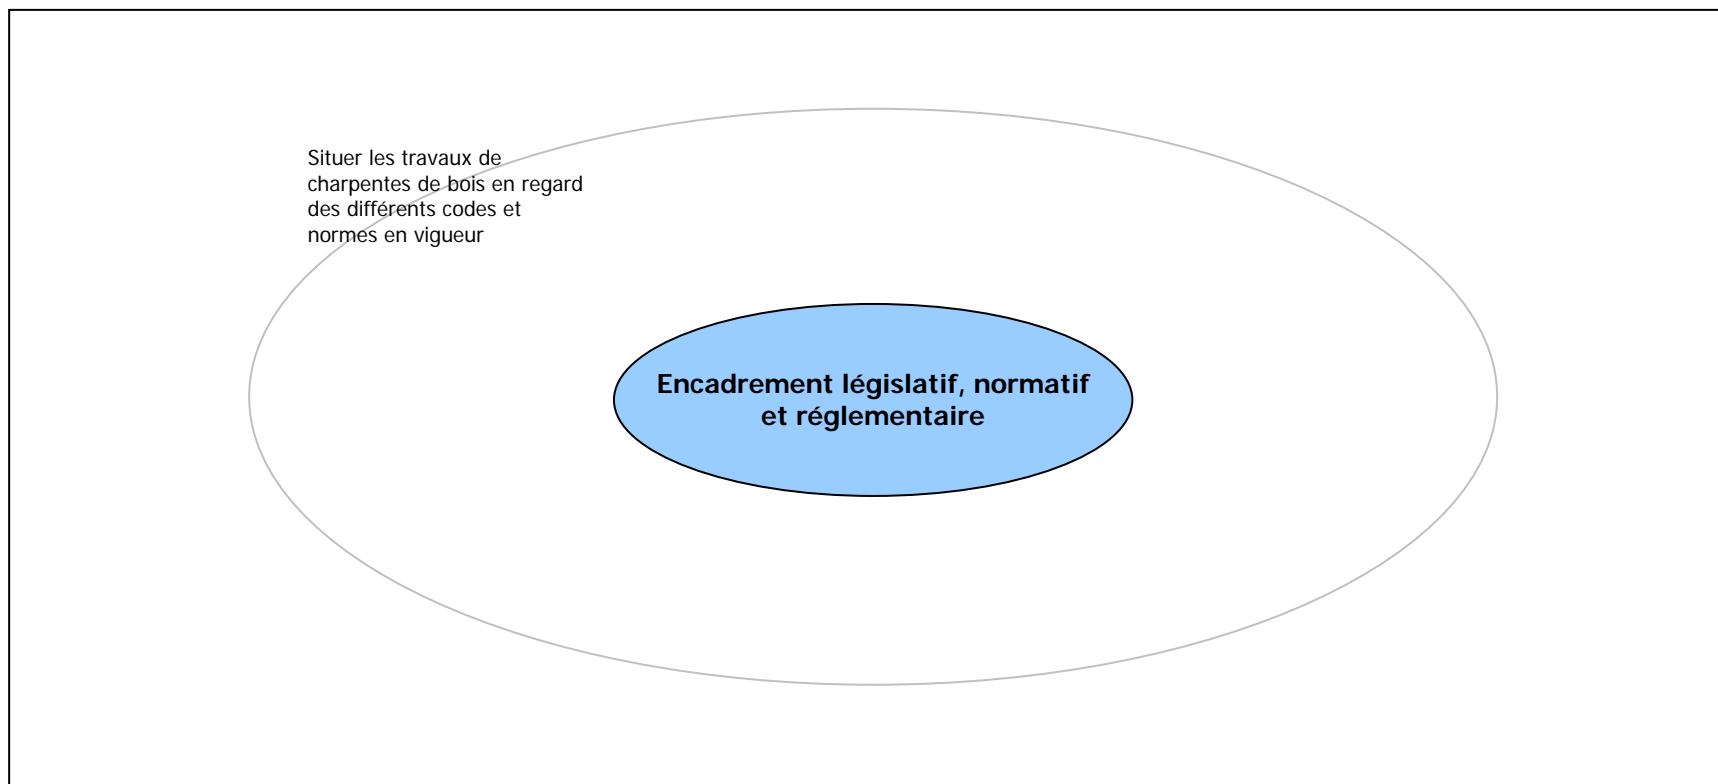 Situer les travaux de
charpentes de bois en regard
des différents codes et
normes en vigueur
Encadrement législatif, normatif
et réglementaire